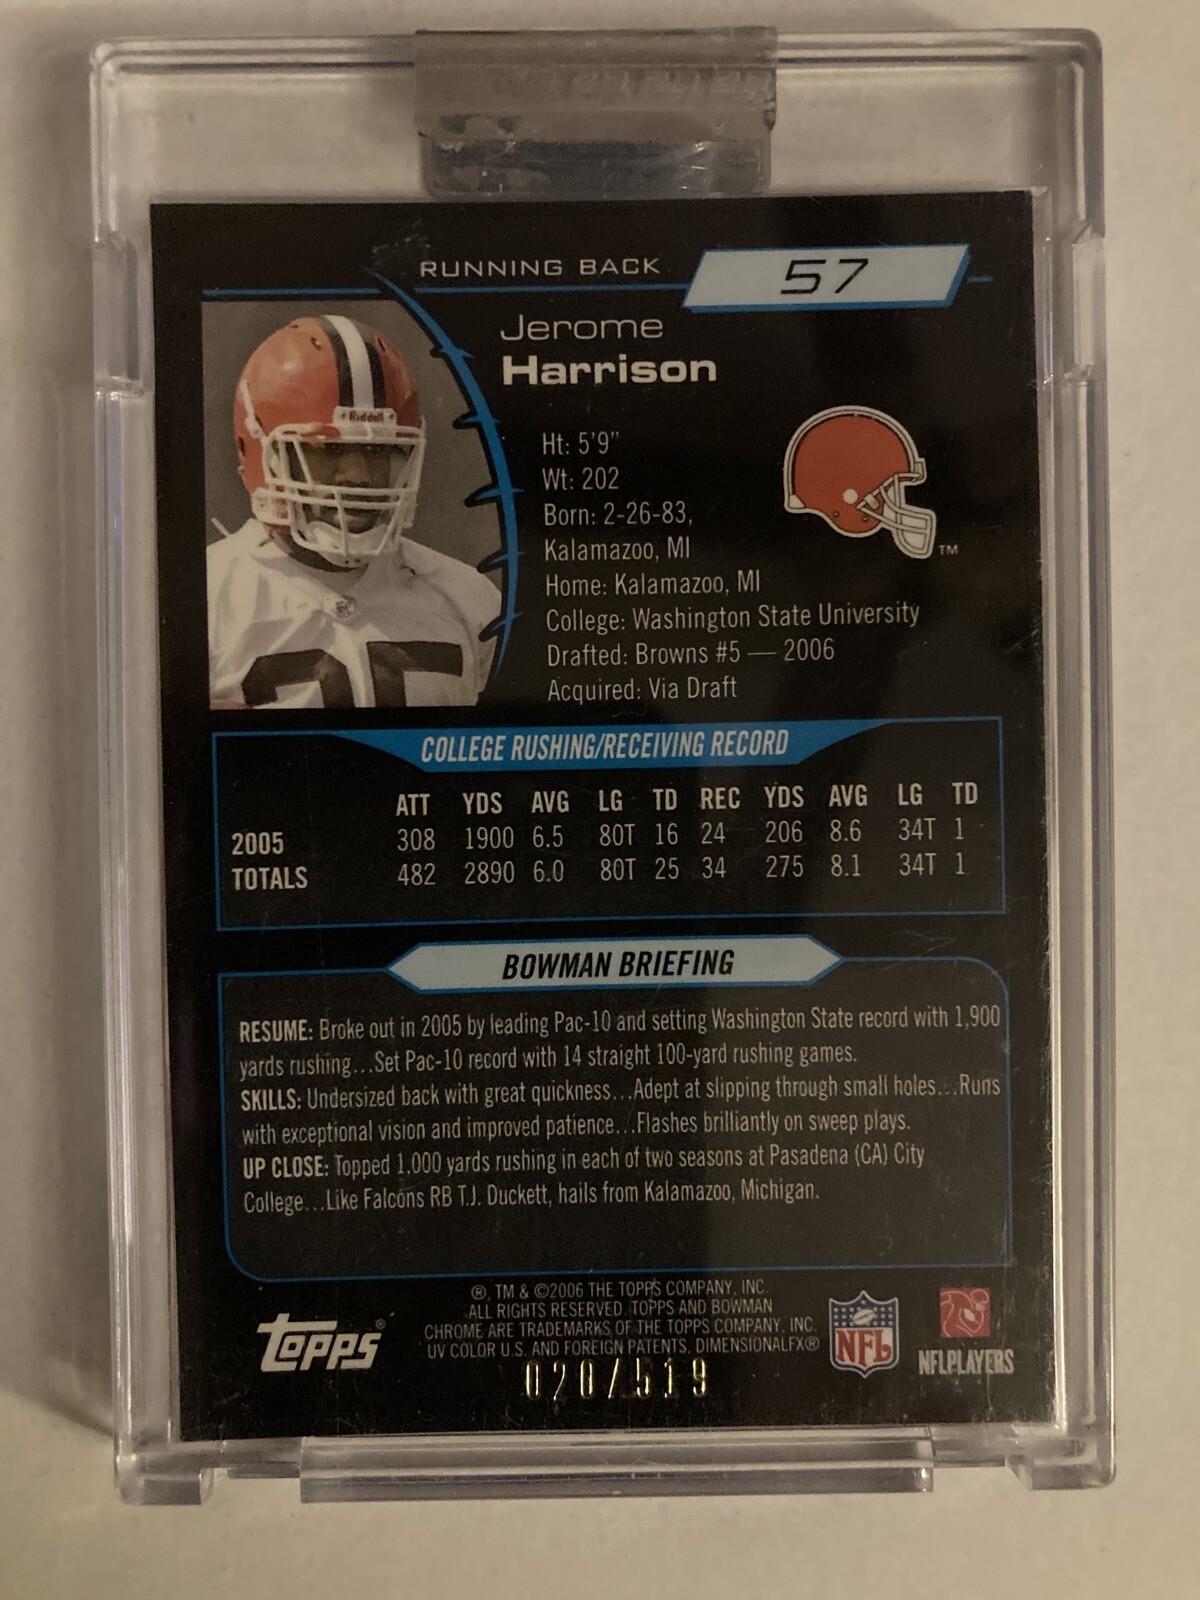 RUNNING BACK
57
Jerome
Harrison
Riddell
Ht: 5'9"
Wt: 202
Born: 2-26-83,
Kalamazoo, MI
Home: Kalamazoo, MI
College: Washington State University
Drafted: Browns #5 — 2006
Acquired: Via Draft
TM
COLLEGE RUSHING/RECEIVING RECORD
ATT YDS AVG LG TD REC YDS AVG LG TD
2005 308 1900 6.5 80T 16 24 206 8.6 34T 1
TOTALS 482 2890 6.0 80T 25 34 275 8.1 34T 1
BOWMAN BRIEFING
RESUME: Broke out in 2005 by leading Pac-10 and setting Washington State record with 1,900
yards rushing...Set Pac-10 record with 14 straight 100-yard rushing games.
SKILLS: Undersized back with great quickness...Adept at slipping through small holes...Runs
with exceptional vision and improved patience...Flashes brilliantly on sweep plays.
UP CLOSE: Topped 1,000 yards rushing in each of two seasons at Pasadena (CA) City
College...Like Falcons RB T.J. Duckett, hails from Kalamazoo, Michigan.
®, TM & ©2006 THE TOPPS COMPANY, INC.
ALL RIGHTS RESERVED. TOPPS AND BOWMAN
CHROME ARE TRADEMARKS OF THE TOPPS COMPANY, INC.
UV COLOR U.S. AND FOREIGN PATENTS, DIMENSIONALFX®
TOPPS®
NFL
NFLPLAYERS
020/519